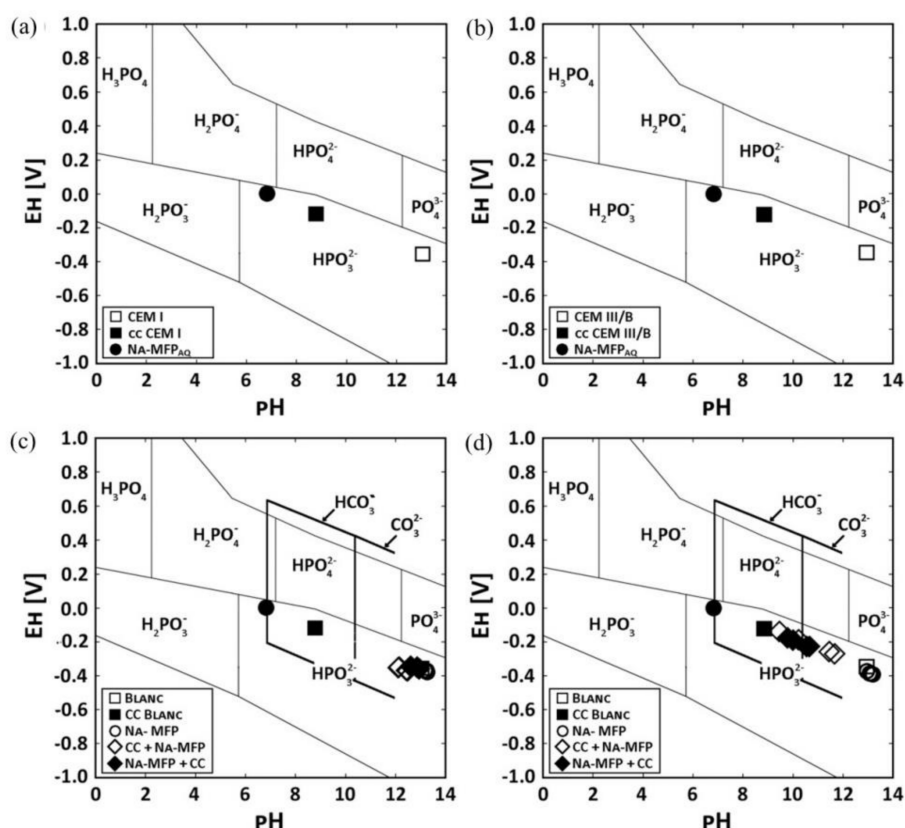 (a)
1.0
0.8
0.6
0.4
0.2
0.0
-0.2
-0.4
-0.6
-0.8
-1.0
EH [V]
H₃PO₄
H₂PO₄⁻
HPO₄²⁻
PO₄³⁻
H₂PO₃⁻
HPO₃²⁻
CEM I
CC CEM I
NA-MFPAQ
0 2 4 6 8 10 12 14
PH
(b)
1.0
0.8
0.6
0.4
0.2
0.0
-0.2
-0.4
-0.6
-0.8
-1.0
EH [V]
H₃PO₄
H₂PO₄⁻
HPO₄²⁻
PO₄³⁻
H₂PO₃⁻
HPO₃²⁻
CEM III/B
CC CEM III/B
NA-MFPAQ
0 2 4 6 8 10 12 14
PH
(c)
1.0
0.8
0.6
0.4
0.2
0.0
-0.2
-0.4
-0.6
-0.8
-1.0
EH [V]
H₃PO₄
HCO₃⁻
CO₃²⁻
H₂PO₄⁻
HPO₄²⁻
PO₄³⁻
H₂PO₃⁻
HPO₃²⁻
BLANC
CC BLANC
NA- MFP
CC + NA-MFP
NA-MFP + CC
0 2 4 6 8 10 12 14
PH
(d)
1.0
0.8
0.6
0.4
0.2
0.0
-0.2
-0.4
-0.6
-0.8
-1.0
EH [V]
H₃PO₄
HCO₃⁻
CO₃²⁻
H₂PO₄⁻
HPO₄²⁻
PO₄³⁻
H₂PO₃⁻
HPO₃²⁻
BLANC
CC BLANC
NA- MFP
CC + NA-MFP
NA-MFP + CC
0 2 4 6 8 10 12 14
PH